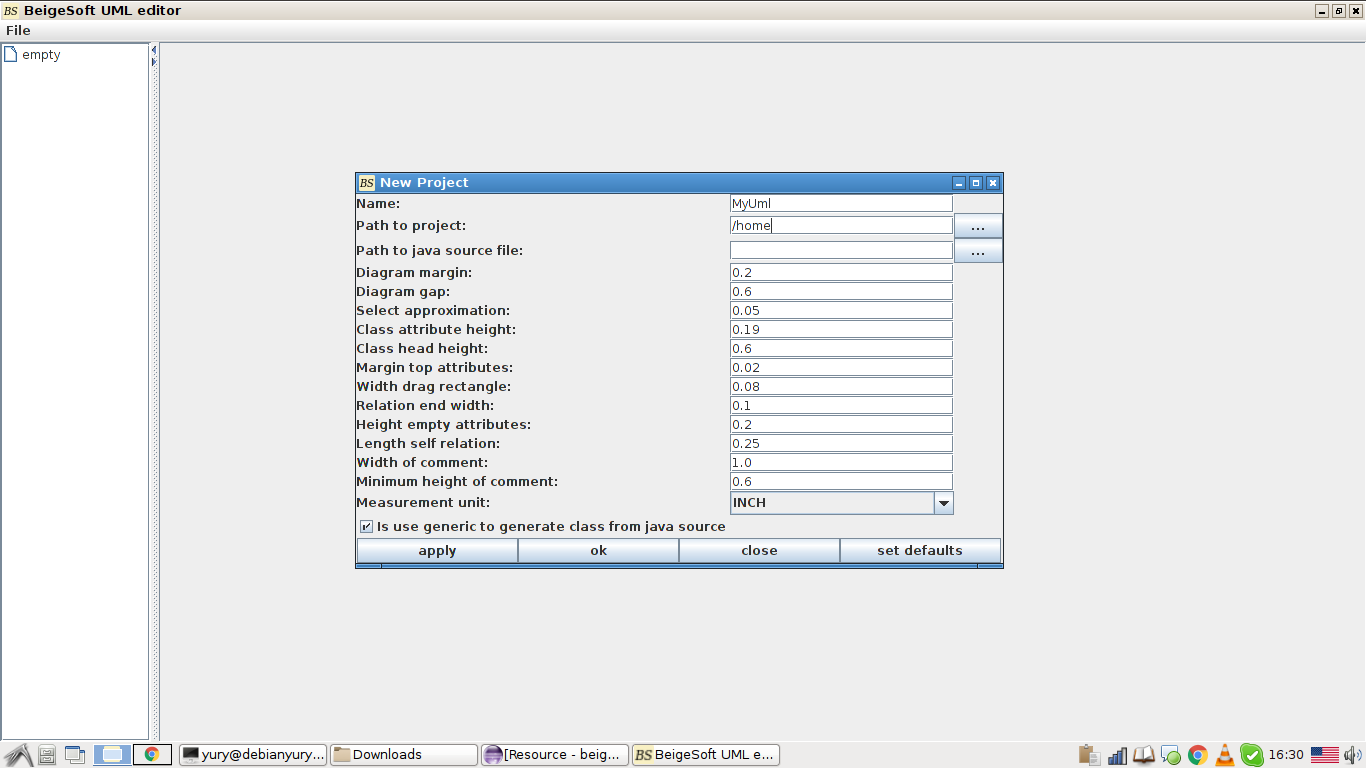 BS BeigeSoft UML editor
File
empty
BS New Project
Name: MyUml
Path to project: /home ...
Path to java source file: ...
Diagram margin: 0.2
Diagram gap: 0.6
Select approximation: 0.05
Class attribute height: 0.19
Class head height: 0.6
Margin top attributes: 0.02
Width drag rectangle: 0.08
Relation end width: 0.1
Height empty attributes: 0.2
Length self relation: 0.25
Width of comment: 1.0
Minimum height of comment: 0.6
Measurement unit: INCH
Is use generic to generate class from java source
apply ok close set defaults
yury@debianyury... Downloads [Resource - beig... BS BeigeSoft UML e... 16:30